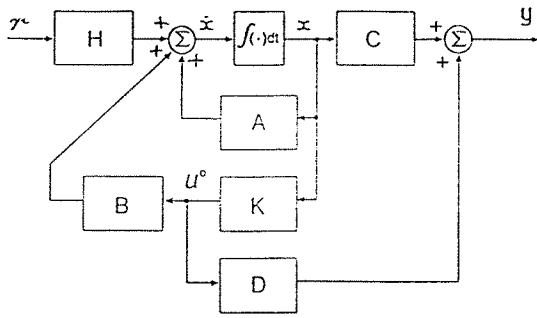 r H + + Σ + ẋ ∫(·)dt x C + + Σ y
A
B u° K
D